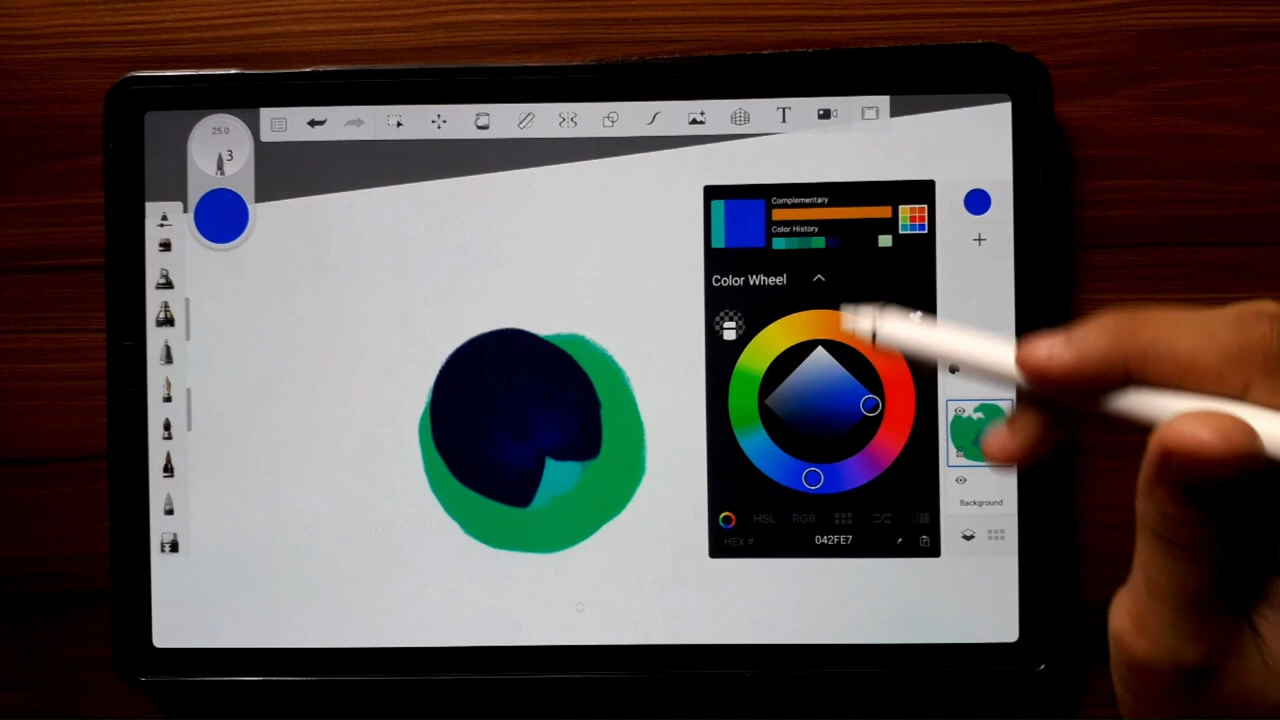 25.0
3
T
Complementary
Color History
Color Wheel
HSL RGB
HEX # 042FE7
Background